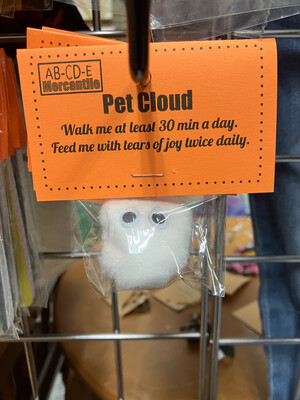 AB-CD-E
Mercantile
Pet Cloud
Walk me at least 30 min a day.
Feed me with tears of joy twice daily.